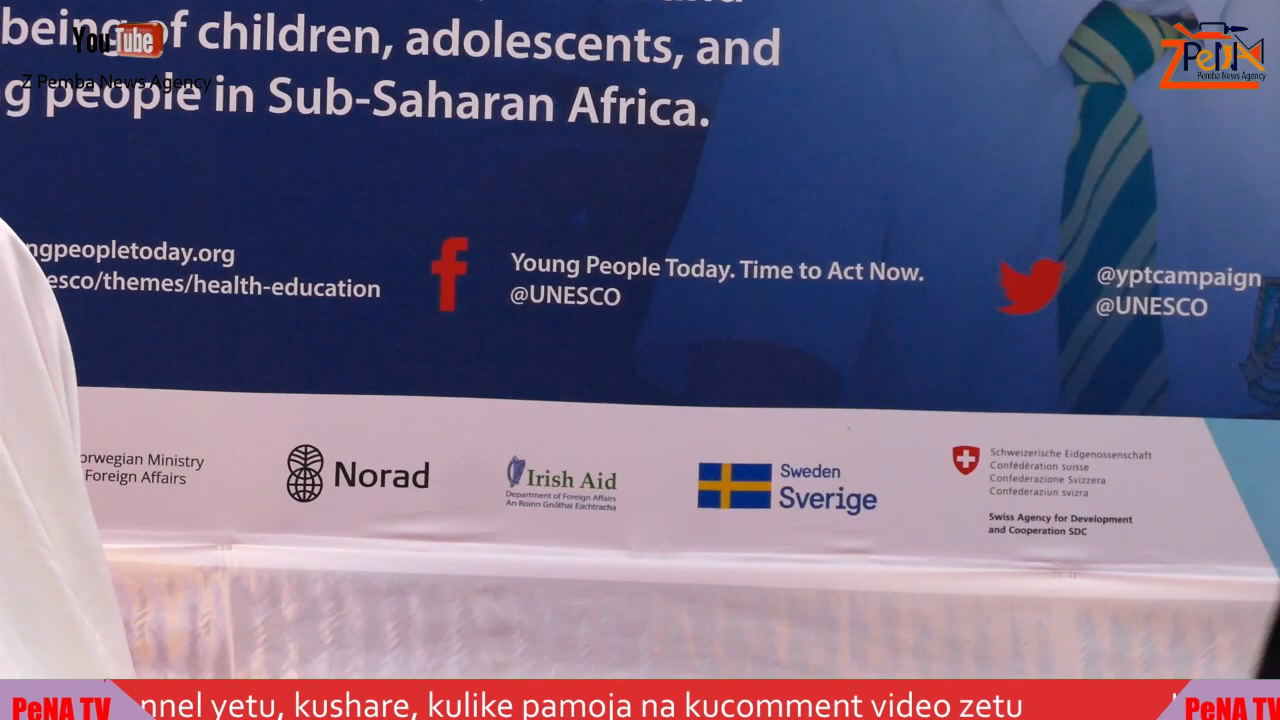 being of children, adolescents, and
g people in Sub-Saharan Africa.
YouTube
Z Pemba News Agency
ZPeNA
Pemba News Agency
ngpeopletoday.org
esco/themes/health-education
Young People Today. Time to Act Now.
@UNESCO
@yptcampaign
@UNESCO
orwegian Ministry
Foreign Affairs
Norad
Irish Aid
Department of Foreign Affairs
An Roinn Gnóthaí Eachtracha
Sweden
Sverige
Schweizerische Eidgenossenschaft
Confédération suisse
Confederazione Svizzera
Confederaziun svizra
Swiss Agency for Development
and Cooperation SDC
PeNA TV
nnel yetu, kushare, kulike pamoja na kucomment video zetu
PeNA TV